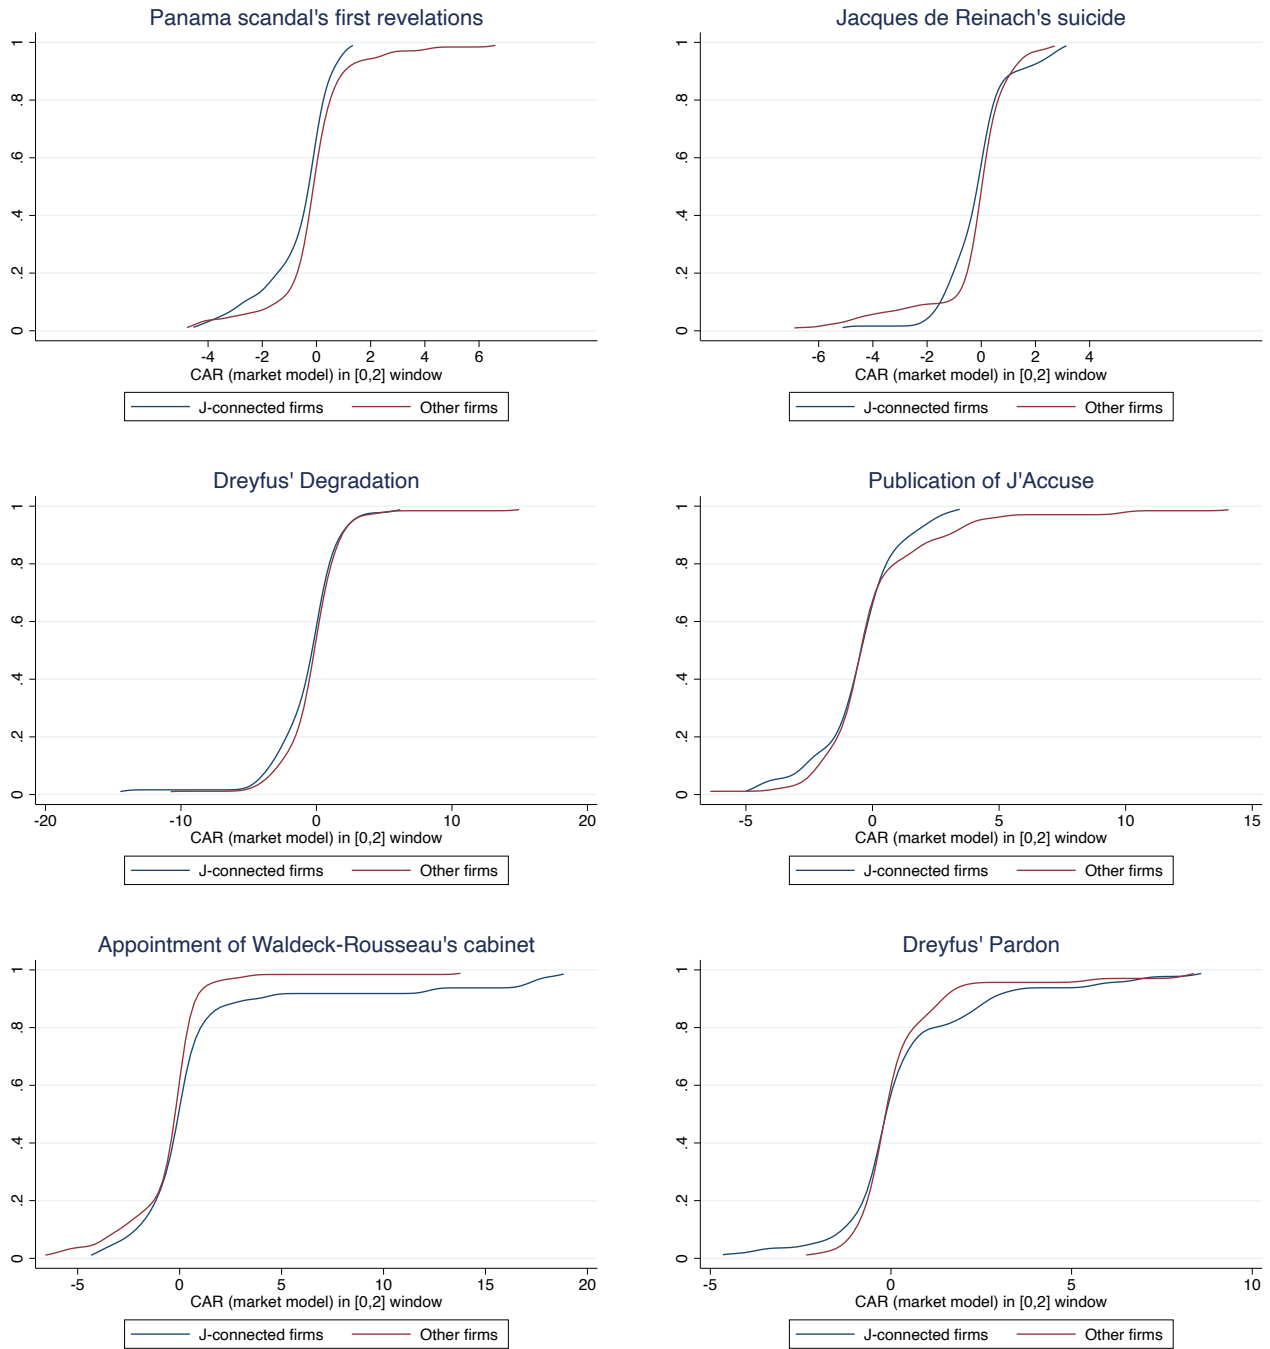 Panama scandal's first revelations
1
.8
.6
.4
.2
0
-4 -2 0 2 4 6
CAR (market model) in [0,2] window
J-connected firms Other firms
Jacques de Reinach's suicide
1
.8
.6
.4
.2
0
-6 -4 -2 0 2 4
CAR (market model) in [0,2] window
J-connected firms Other firms
Dreyfus' Degradation
1
.8
.6
.4
.2
0
-20 -10 0 10 20
CAR (market model) in [0,2] window
J-connected firms Other firms
Publication of J'Accuse
1
.8
.6
.4
.2
0
-5 0 5 10 15
CAR (market model) in [0,2] window
J-connected firms Other firms
Appointment of Waldeck-Rousseau's cabinet
1
.8
.6
.4
.2
0
-5 0 5 10 15 20
CAR (market model) in [0,2] window
J-connected firms Other firms
Dreyfus' Pardon
1
.8
.6
.4
.2
0
-5 0 5 10
CAR (market model) in [0,2] window
J-connected firms Other firms